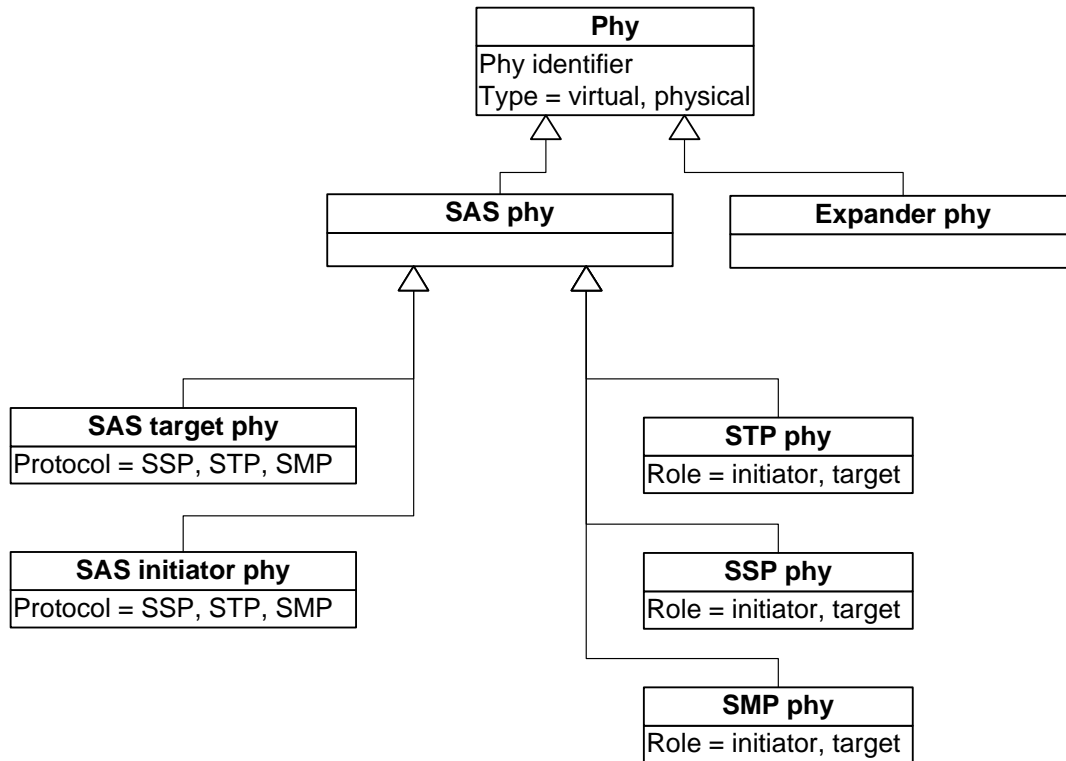 Phy
Phy identifier
Type = virtual, physical
SAS phy
Expander phy
SAS target phy
Protocol = SSP, STP, SMP
SAS initiator phy
Protocol = SSP, STP, SMP
STP phy
Role = initiator, target
SSP phy
Role = initiator, target
SMP phy
Role = initiator, target